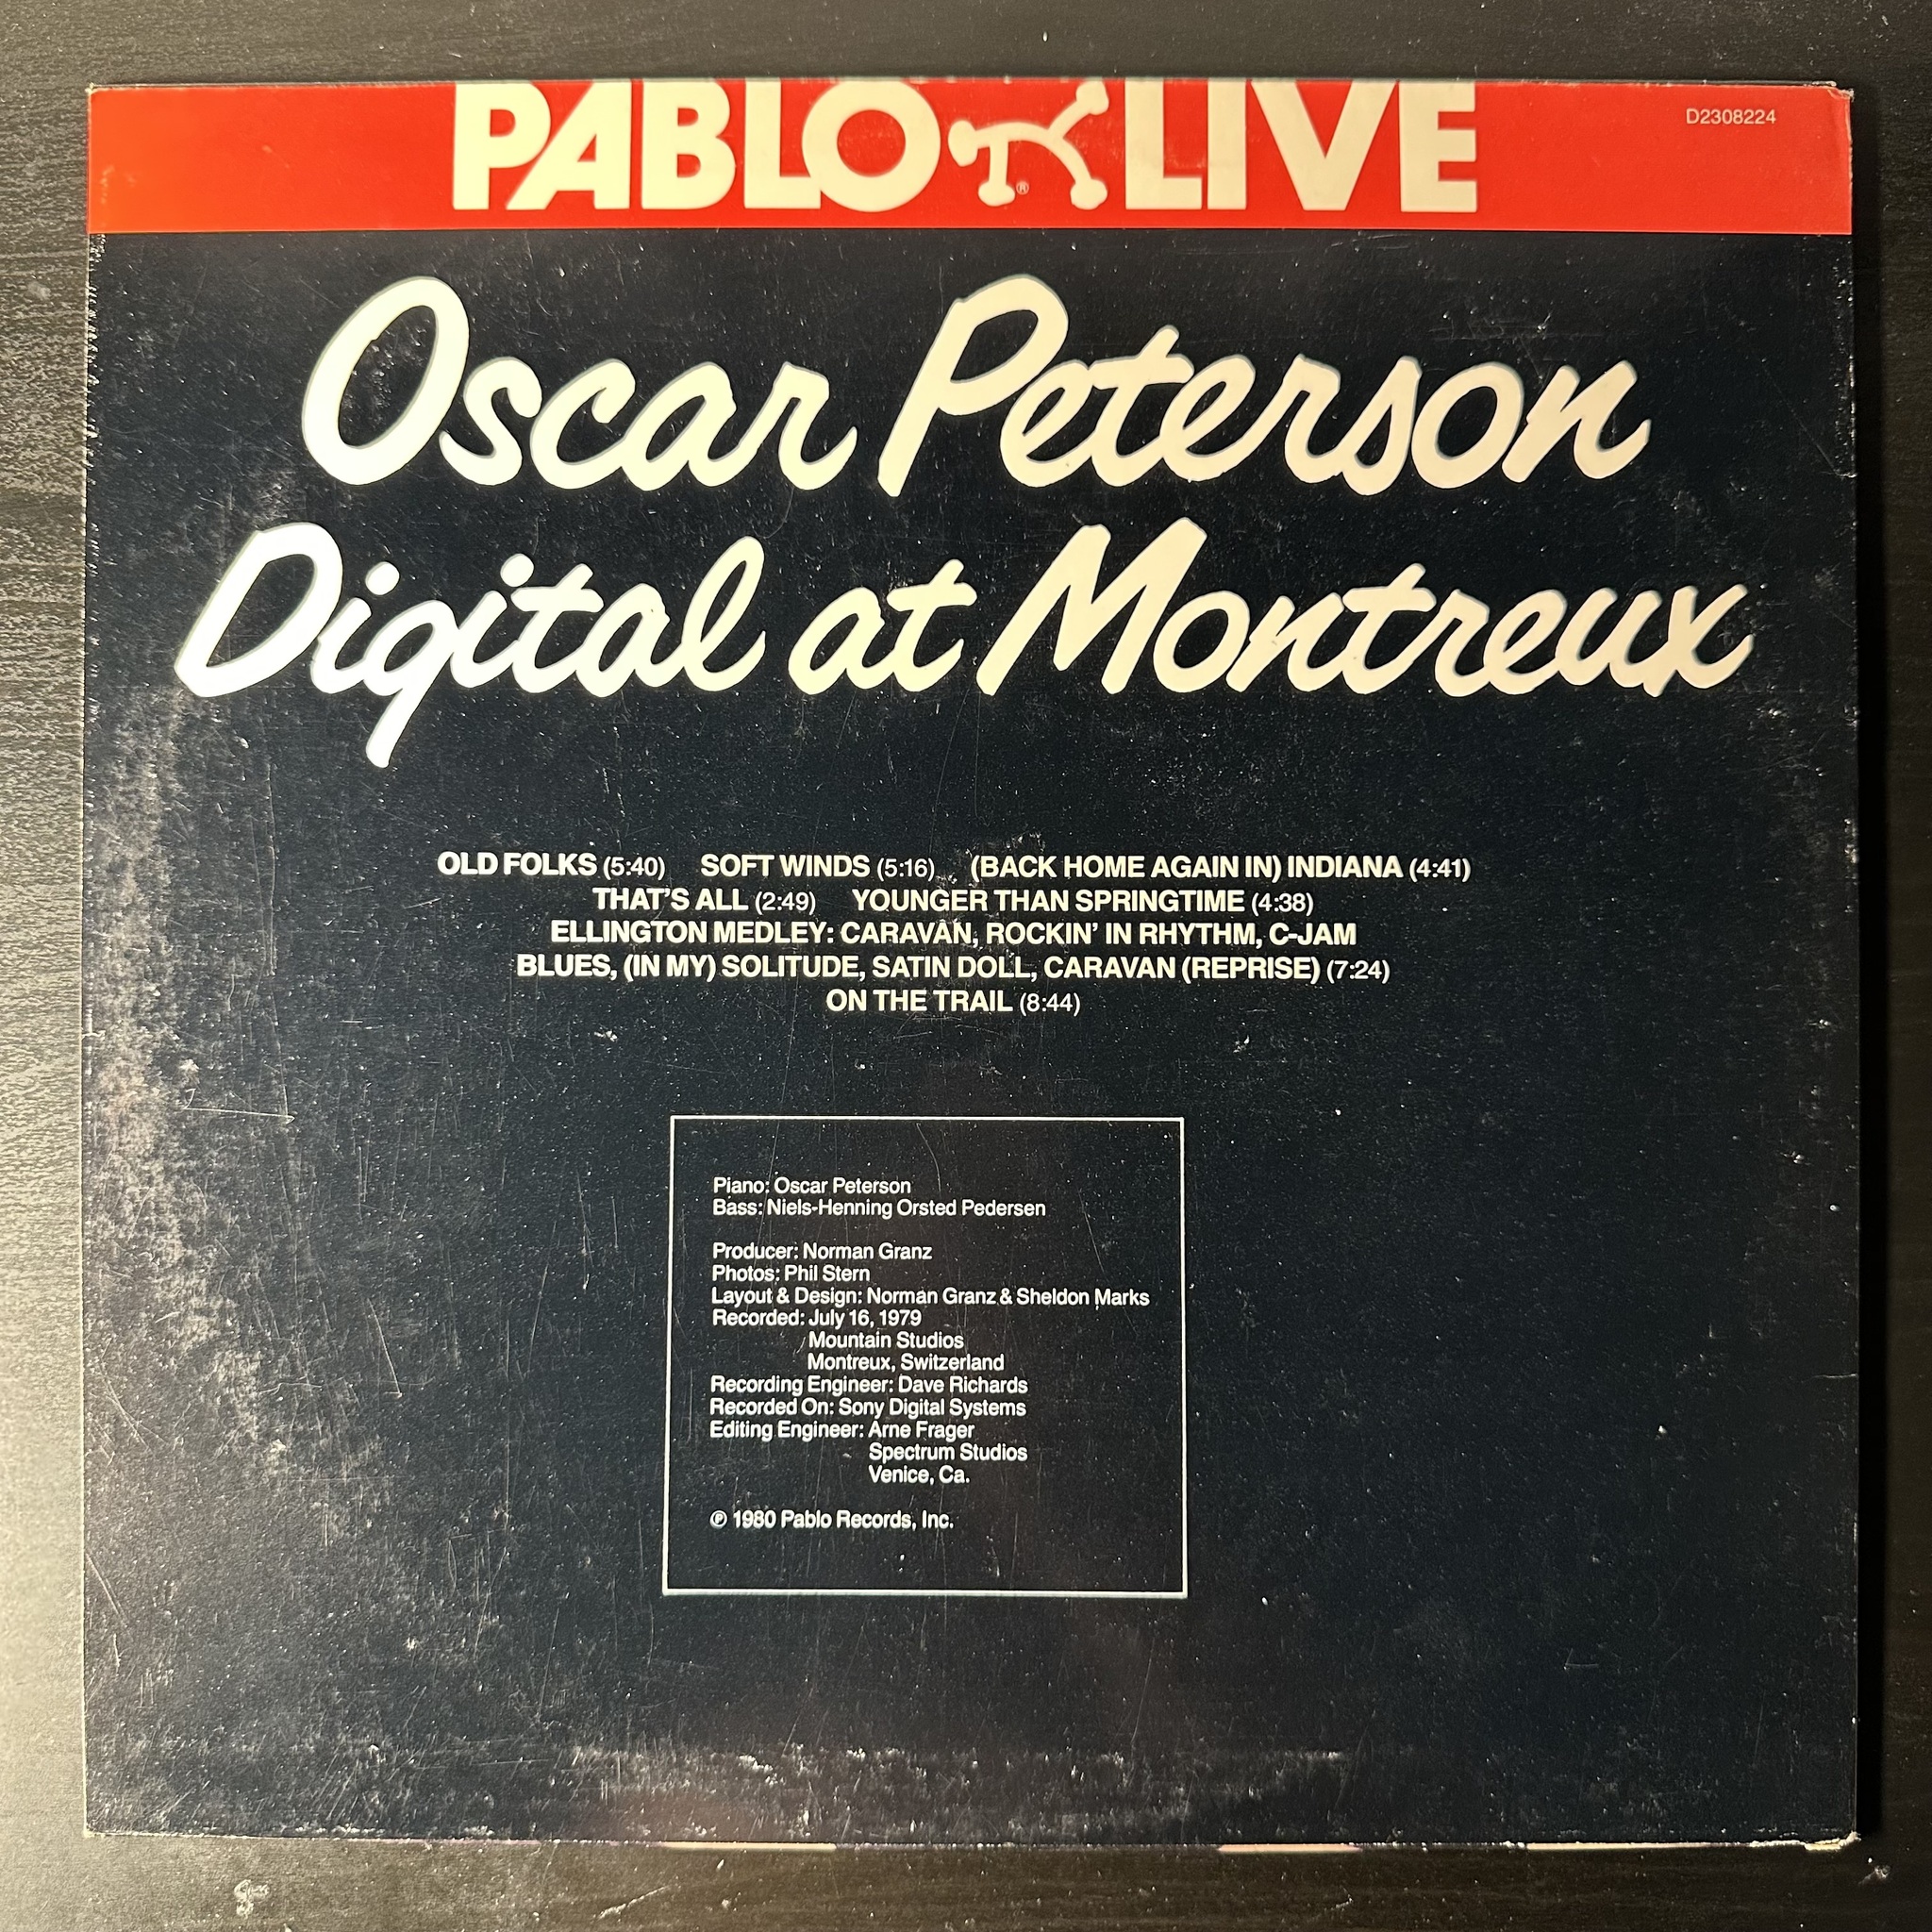 PABLO LIVE
®
D2308224
Oscar Peterson
Digital at Montreux
OLD FOLKS (5:40) SOFT WINDS (5:16) (BACK HOME AGAIN IN) INDIANA (4:41)
THAT'S ALL (2:49) YOUNGER THAN SPRINGTIME (4:38)
ELLINGTON MEDLEY: CARAVAN, ROCKIN' IN RHYTHM, C-JAM
BLUES, (IN MY) SOLITUDE, SATIN DOLL, CARAVAN (REPRISE) (7:24)
ON THE TRAIL (8:44)
Piano: Oscar Peterson
Bass: Niels-Henning Orsted Pedersen
Producer: Norman Granz
Photos: Phil Stern
Layout & Design: Norman Granz & Sheldon Marks
Recorded: July 16, 1979
Mountain Studios
Montreux, Switzerland
Recording Engineer: Dave Richards
Recorded On: Sony Digital Systems
Editing Engineer: Arne Frager
Spectrum Studios
Venice, Ca.
℗ 1980 Pablo Records, Inc.